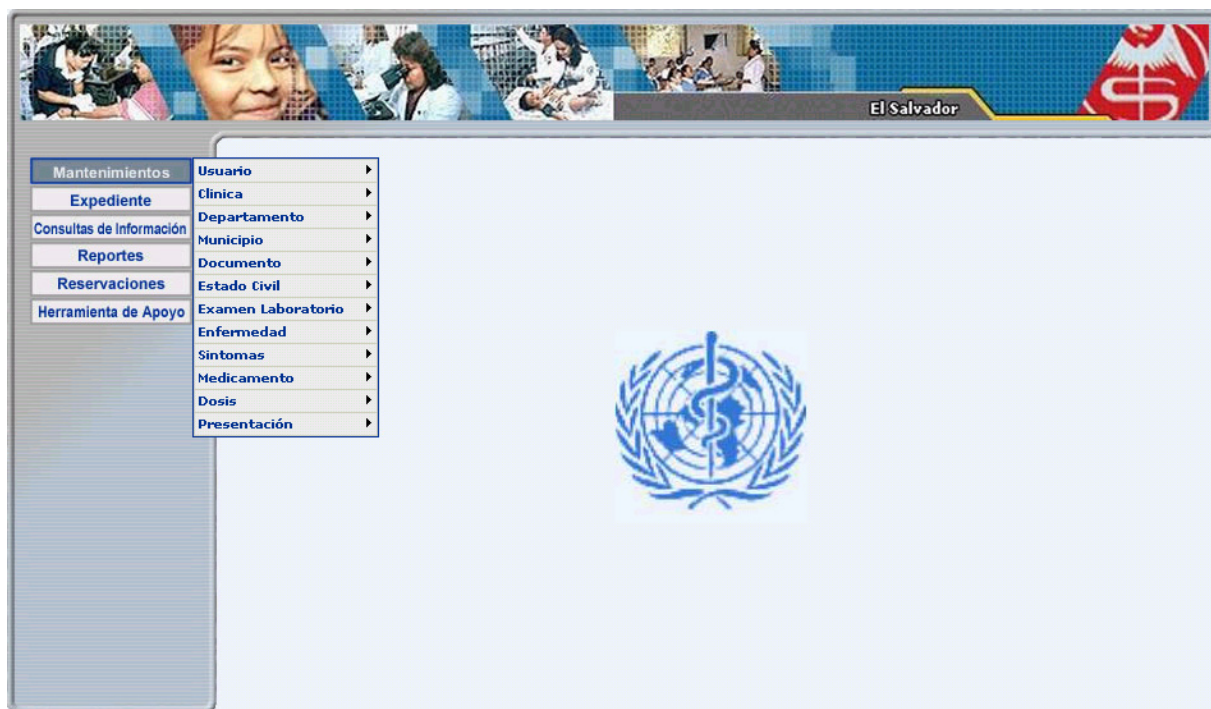 El Salvador
Mantenimientos
Expediente
Consultas de Información
Reportes
Reservaciones
Herramienta de Apoyo
Usuario
Clinica
Departamento
Municipio
Documento
Estado Civil
Examen Laboratorio
Enfermedad
Sintomas
Medicamento
Dosis
Presentación